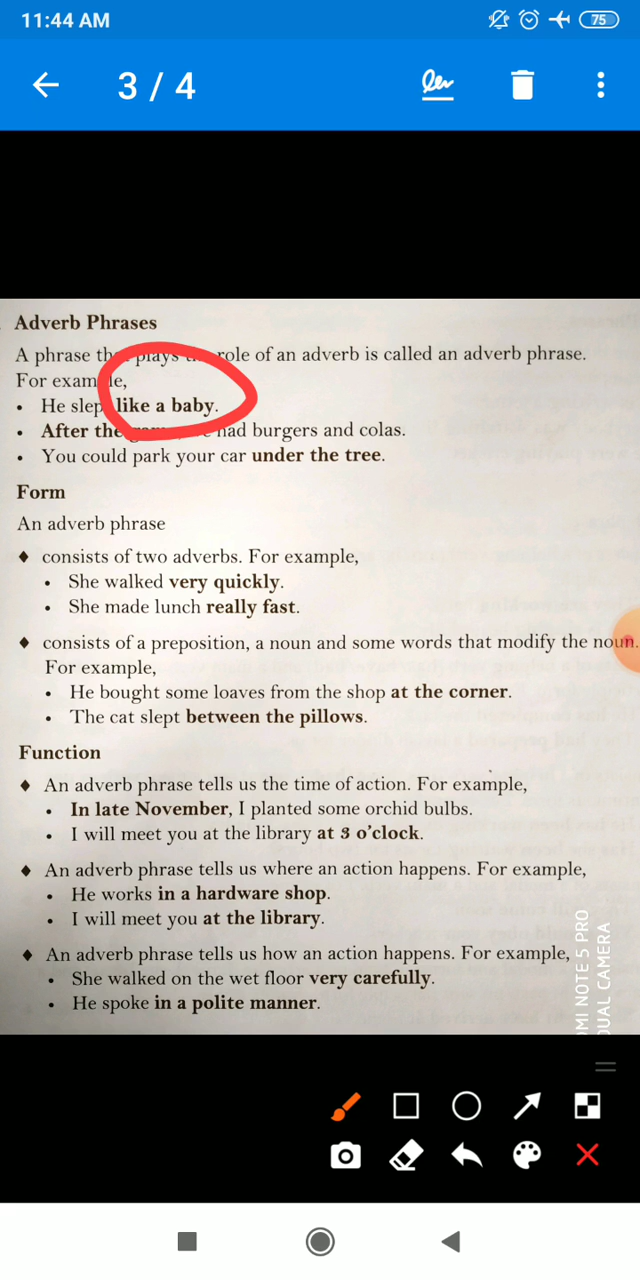 11:44 AM
75
3 / 4
Adverb Phrases
A phrase that plays the role of an adverb is called an adverb phrase.
For example,
• He slept like a baby.
• After the had burgers and colas.
• You could park your car under the tree.
Form
An adverb phrase
♦ consists of two adverbs. For example,
• She walked very quickly.
• She made lunch really fast.
♦ consists of a preposition, a noun and some words that modify the noun.
For example,
• He bought some loaves from the shop at the corner.
• The cat slept between the pillows.
Function
♦ An adverb phrase tells us the time of action. For example,
• In late November, I planted some orchid bulbs.
• I will meet you at the library at 3 o'clock.
♦ An adverb phrase tells us where an action happens. For example,
• He works in a hardware shop.
• I will meet you at the library.
♦ An adverb phrase tells us how an action happens. For example,
• She walked on the wet floor very carefully.
• He spoke in a polite manner.
MI NOTE 5 PRO
DUAL CAMERA